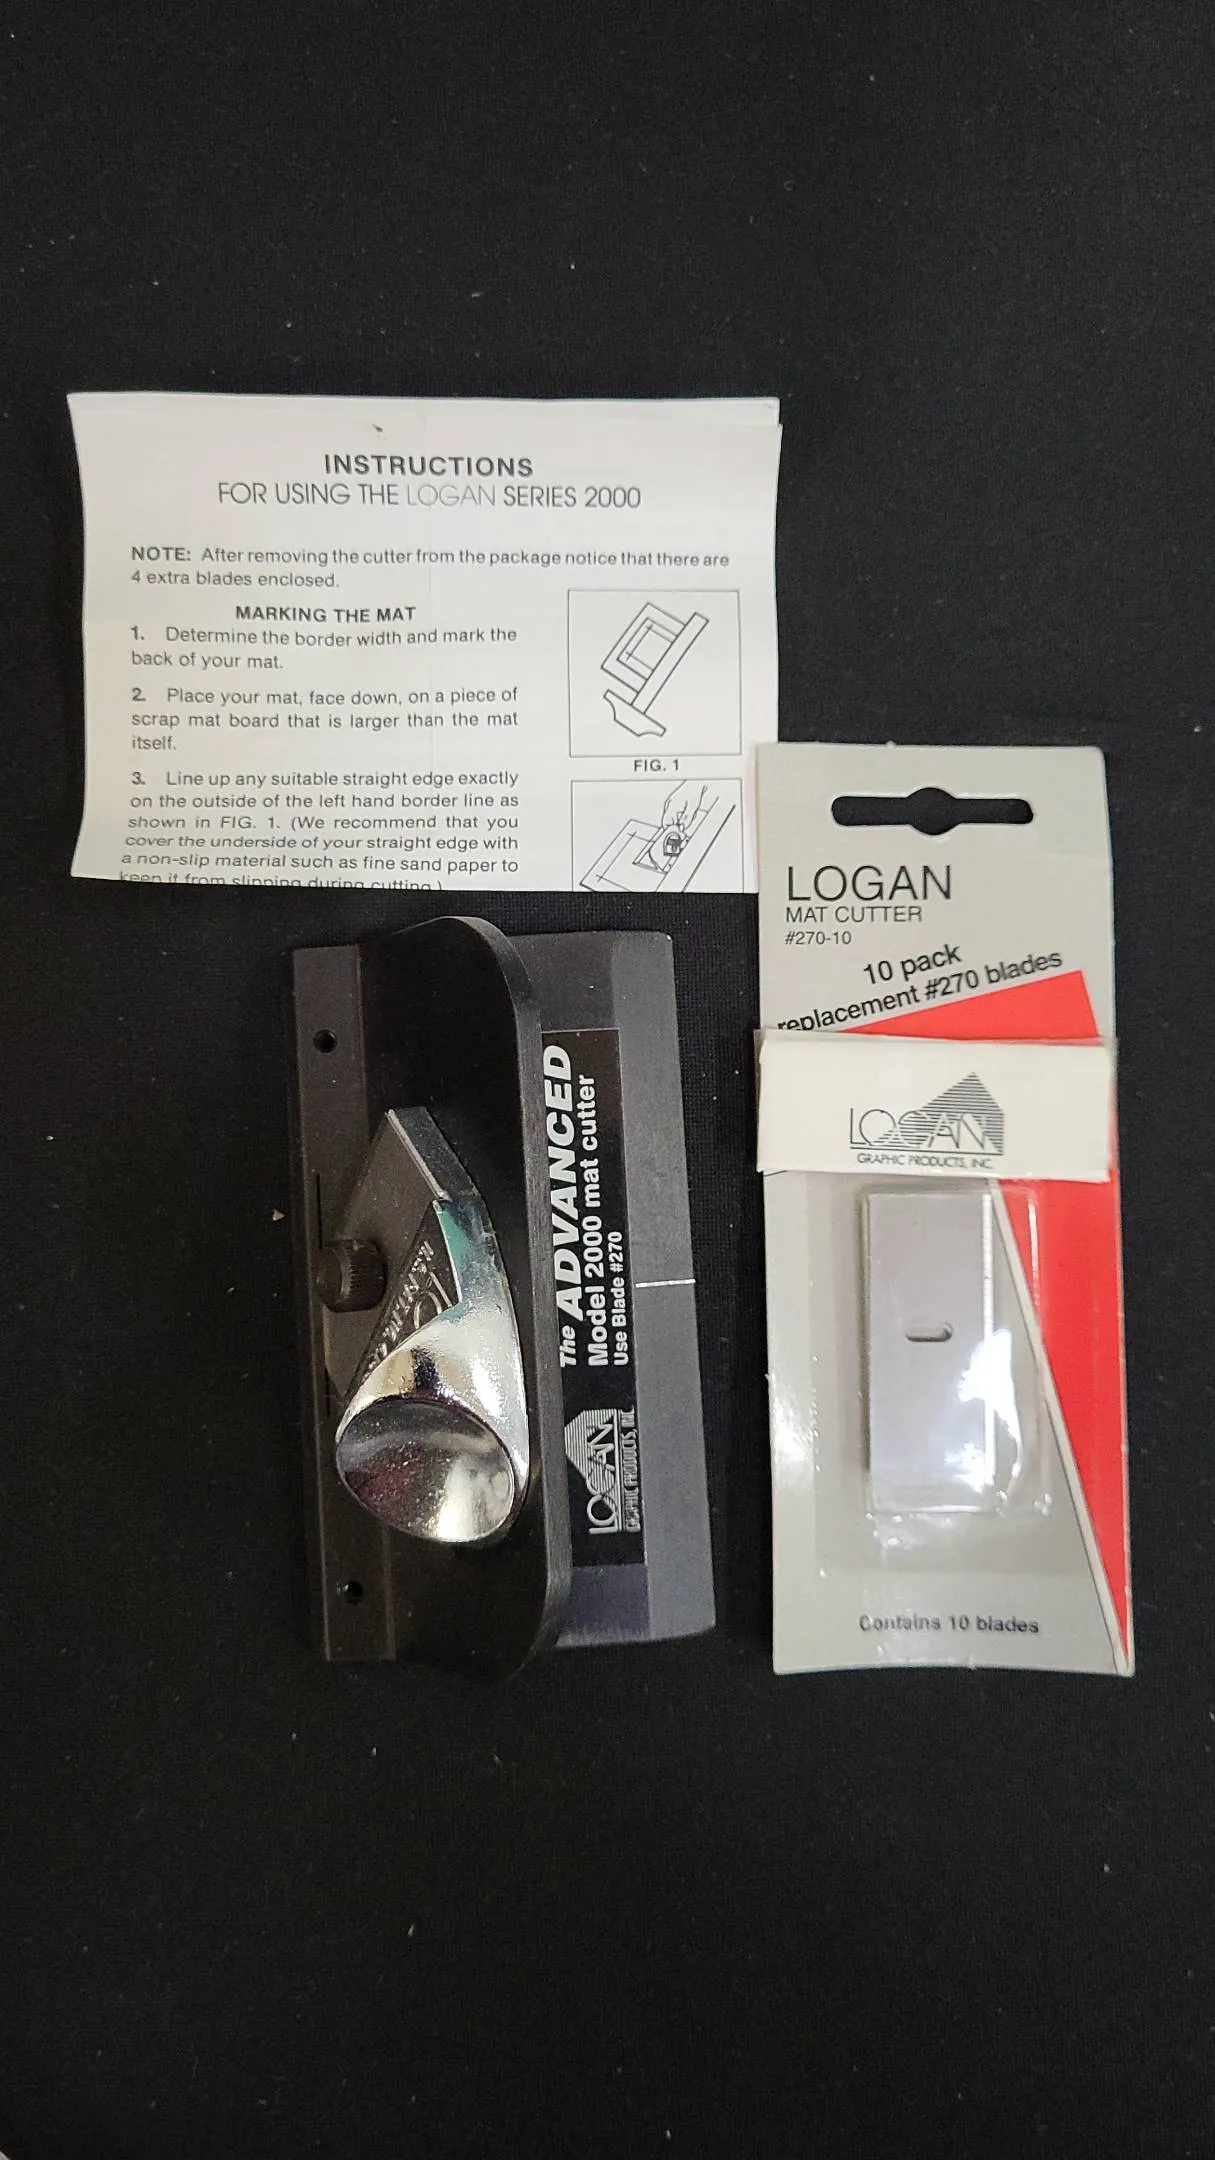 INSTRUCTIONS
FOR USING THE LOGAN SERIES 2000
NOTE: After removing the cutter from the package notice that there are
4 extra blades enclosed.
MARKING THE MAT
1. Determine the border width and mark the
back of your mat.
2. Place your mat, face down, on a piece of
scrap mat board that is larger than the mat
itself.
3. Line up any suitable straight edge exactly
on the outside of the left hand border line as
shown in FIG. 1. (We recommend that you
cover the underside of your straight edge with
a non-slip material such as fine sand paper to
keep it from slipping during cutting.)
FIG. 1
The ADVANCED
Model 2000 mat cutter
Use Blade #270
LOGAN
GRAPHIC PRODUCTS, INC.
LOGAN
MAT CUTTER
#270-10
10 pack
replacement #270 blades
LOGAN
GRAPHIC PRODUCTS, INC.
Contains 10 blades